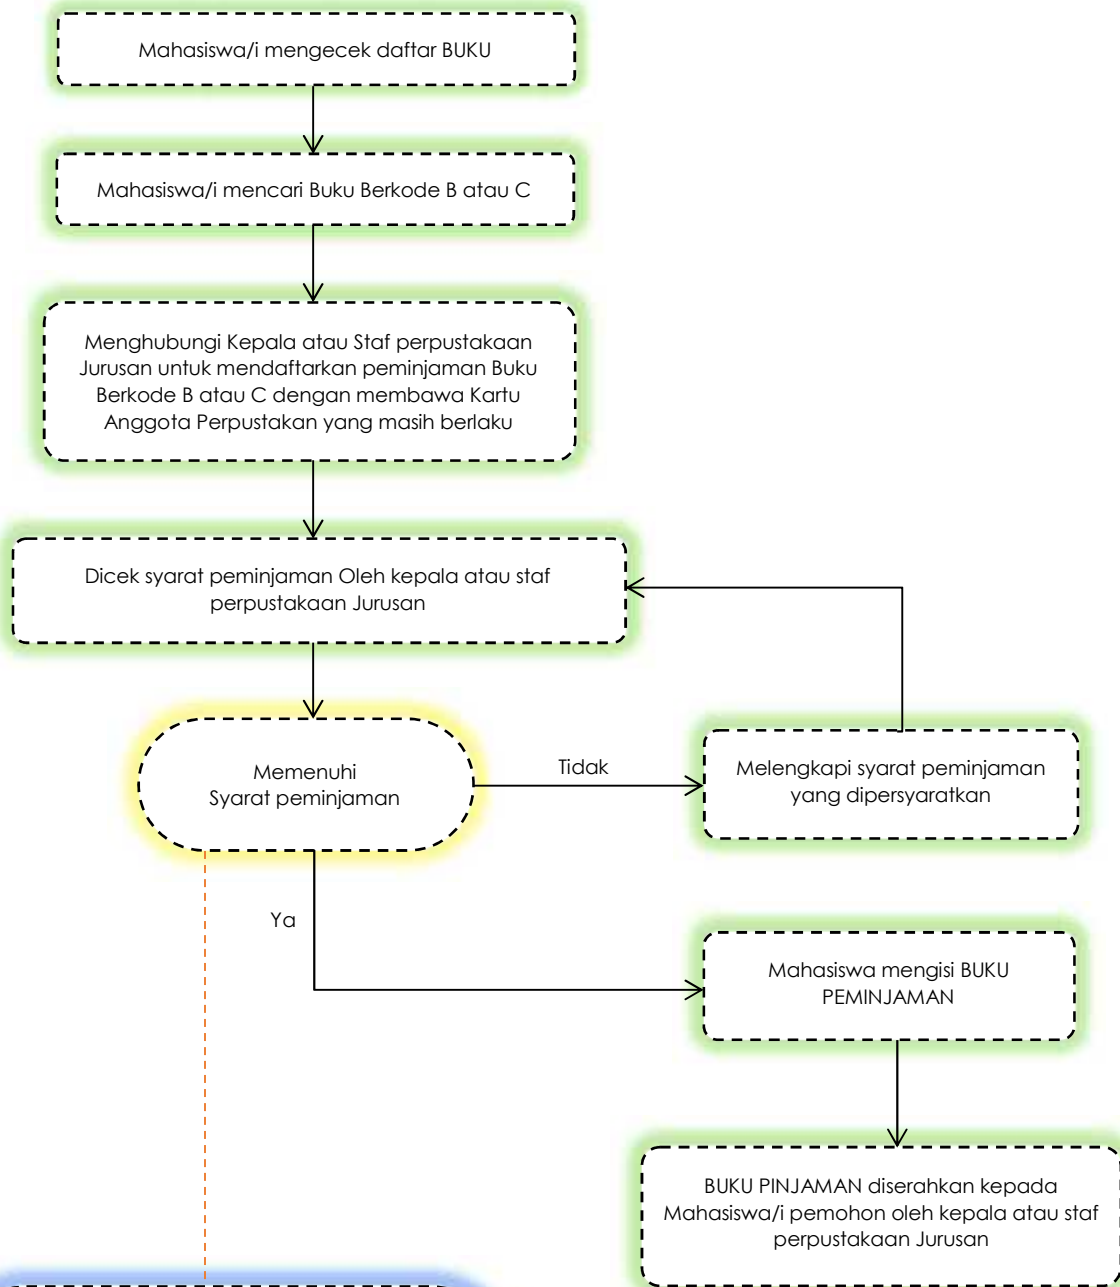 Mahasiswa/i mengecek daftar BUKU
Mahasiswa/i mencari Buku Berkode B atau C
Menghubungi Kepala atau Staf perpustakaan
Jurusan untuk mendaftarkan peminjaman Buku
Berkode B atau C dengan membawa Kartu
Anggota Perpustakan yang masih berlaku
Dicek syarat peminjaman Oleh kepala atau staf
perpustakaan Jurusan
Memenuhi
Syarat peminjaman
Tidak
Melengkapi syarat peminjaman
yang dipersyaratkan
Ya
Mahasiswa mengisi BUKU
PEMINJAMAN
BUKU PINJAMAN diserahkan kepada
Mahasiswa/i pemohon oleh kepala atau staf
perpustakaan Jurusan